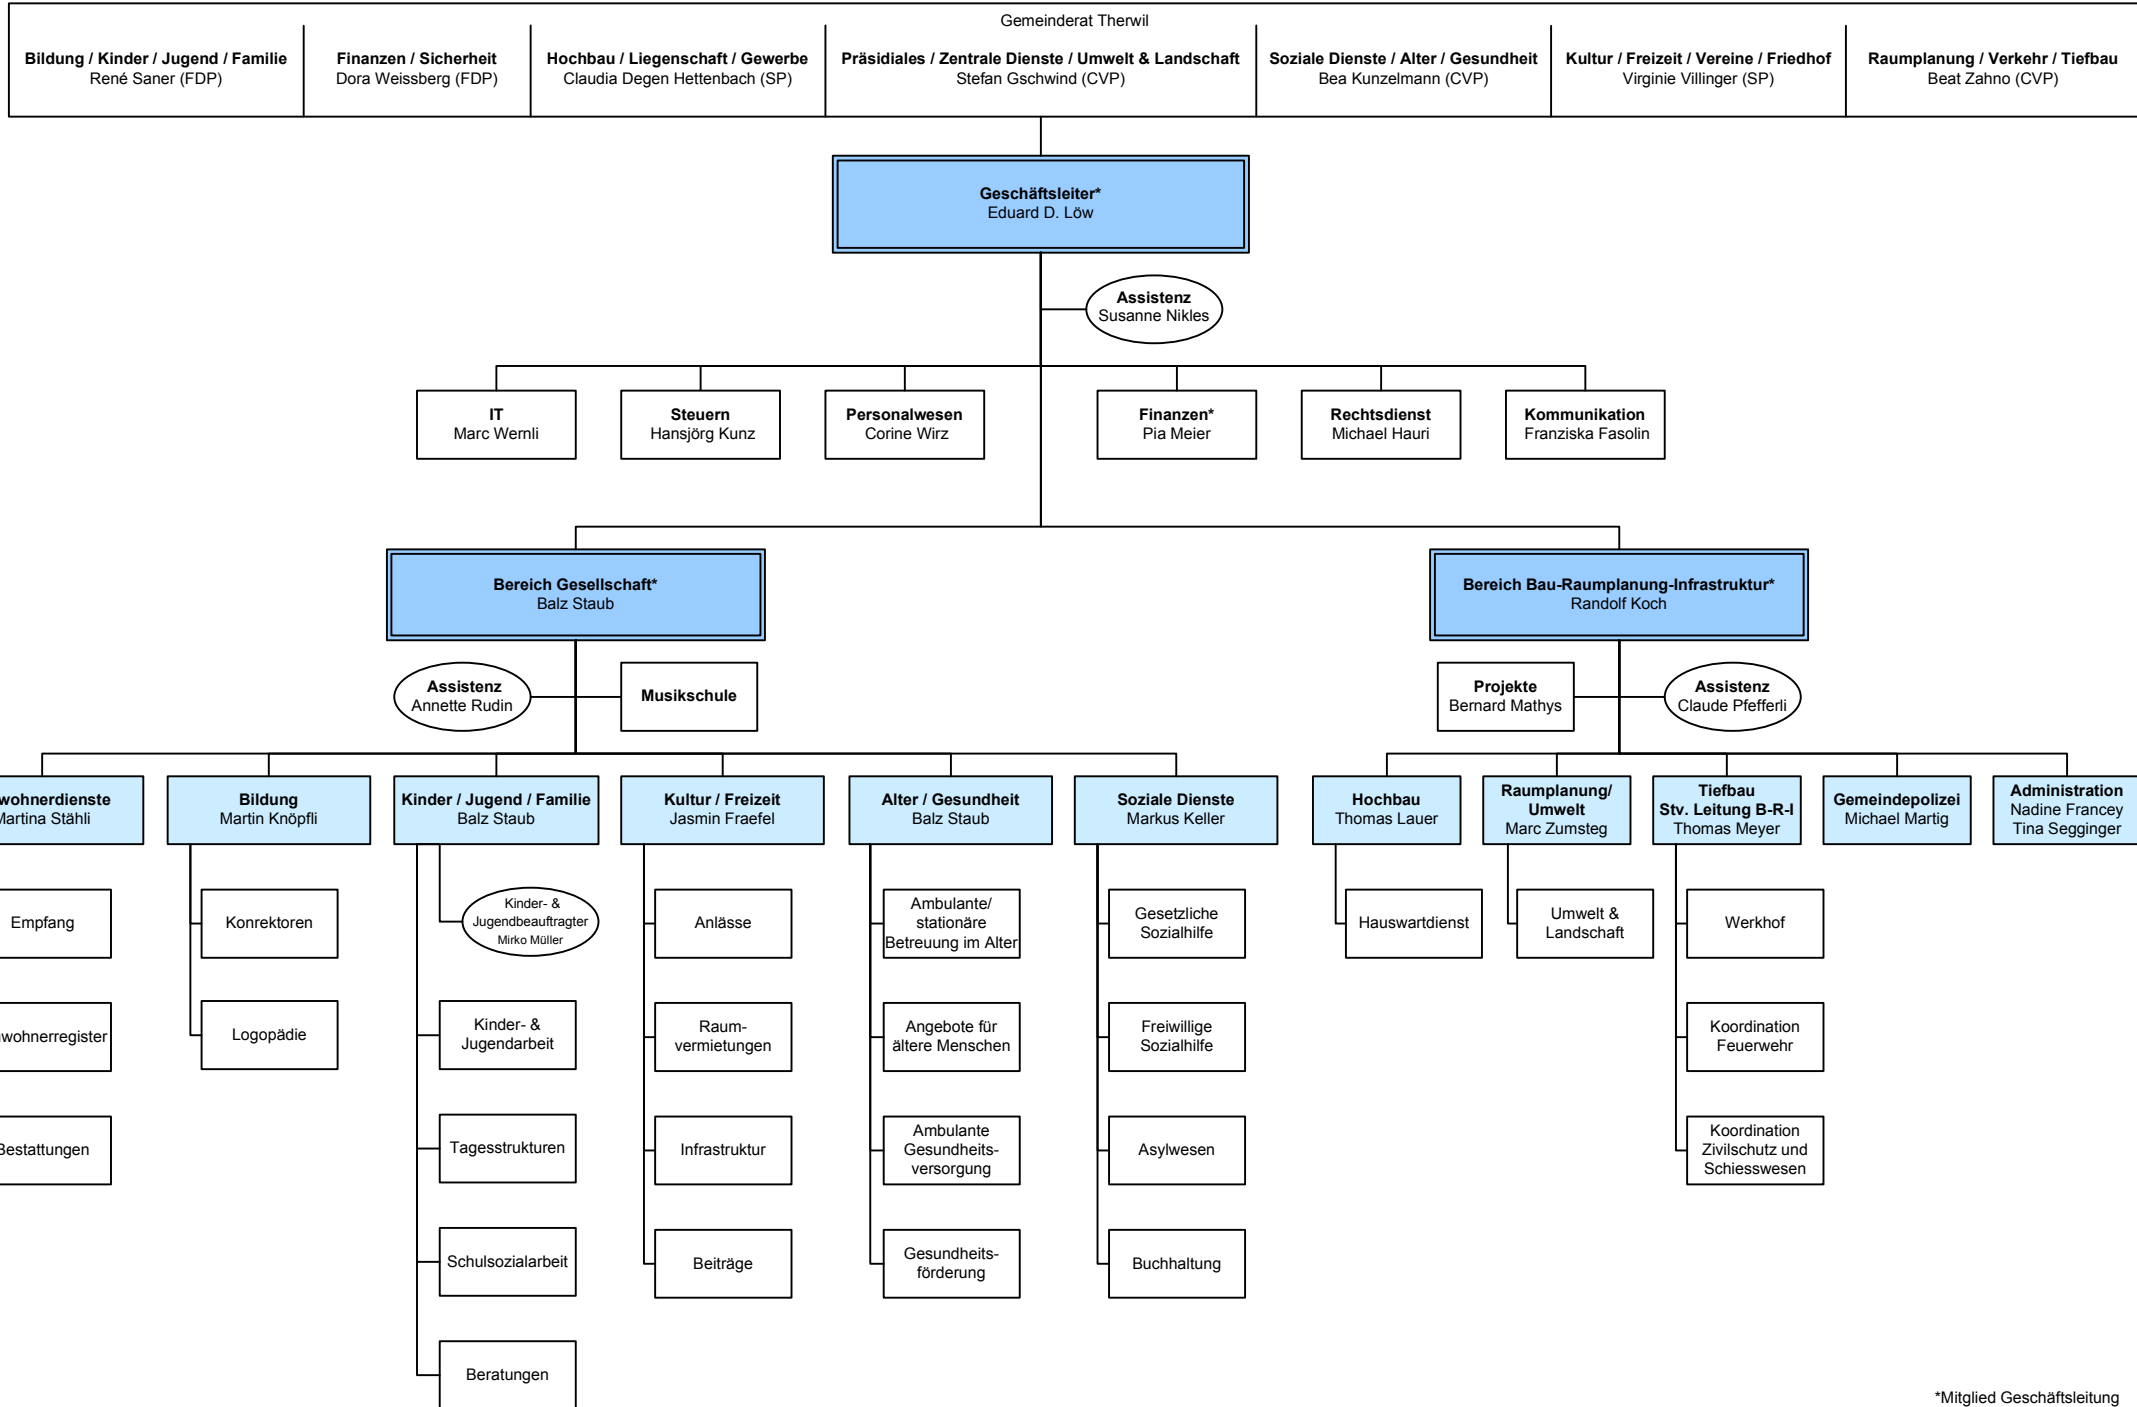 Gemeinderat Therwil
Bildung / Kinder / Jugend / Familie
René Saner (FDP)
Finanzen / Sicherheit
Dora Weissberg (FDP)
Hochbau / Liegenschaft / Gewerbe
Claudia Degen Hettenbach (SP)
Präsidiales / Zentrale Dienste / Umwelt & Landschaft
Stefan Gschwind (CVP)
Soziale Dienste / Alter / Gesundheit
Bea Kunzelmann (CVP)
Kultur / Freizeit / Vereine / Friedhof
Virginie Villinger (SP)
Raumplanung / Verkehr / Tiefbau
Beat Zahno (CVP)
Geschäftsleiter*
Eduard D. Löw
Assistenz
Susanne Nikles
IT
Marc Wernli
Steuern
Hansjörg Kunz
Personalwesen
Corine Wirz
Finanzen*
Pia Meier
Rechtsdienst
Michael Hauri
Kommunikation
Franziska Fasolin
Bereich Gesellschaft*
Balz Staub
Bereich Bau-Raumplanung-Infrastruktur*
Randolf Koch
Assistenz
Annette Rudin
Musikschule
Projekte
Bernard Mathys
Assistenz
Claude Pfefferli
wohnerdienste
Martina Stähli
Bildung
Martin Knöpfli
Kinder / Jugend / Familie
Balz Staub
Kultur / Freizeit
Jasmin Fraefel
Alter / Gesundheit
Balz Staub
Soziale Dienste
Markus Keller
Hochbau
Thomas Lauer
Raumplanung/
Umwelt
Marc Zumsteg
Tiefbau
Stv. Leitung B-R-I
Thomas Meyer
Gemeindepolizei
Michael Martig
Administration
Nadine Francey
Tina Segginger
Empfang
Konrektoren
Kinder- &
Jugendbeauftragter
Mirko Müller
Anlässe
Ambulante/
stationäre
Betreuung im Alter
Gesetzliche
Sozialhilfe
Hauswartdienst
Umwelt &
Landschaft
Werkhof
wohnerregister
Logopädie
Kinder- &
Jugendarbeit
Raum-
vermietungen
Angebote für
ältere Menschen
Freiwillige
Sozialhilfe
Koordination
Feuerwehr
Bestattungen
Tagesstrukturen
Infrastruktur
Ambulante
Gesundheits-
versorgung
Asylwesen
Koordination
Zivilschutz und
Schiesswesen
Schulsozialarbeit
Beiträge
Gesundheits-
förderung
Buchhaltung
Beratungen
*Mitglied Geschäftsleitung